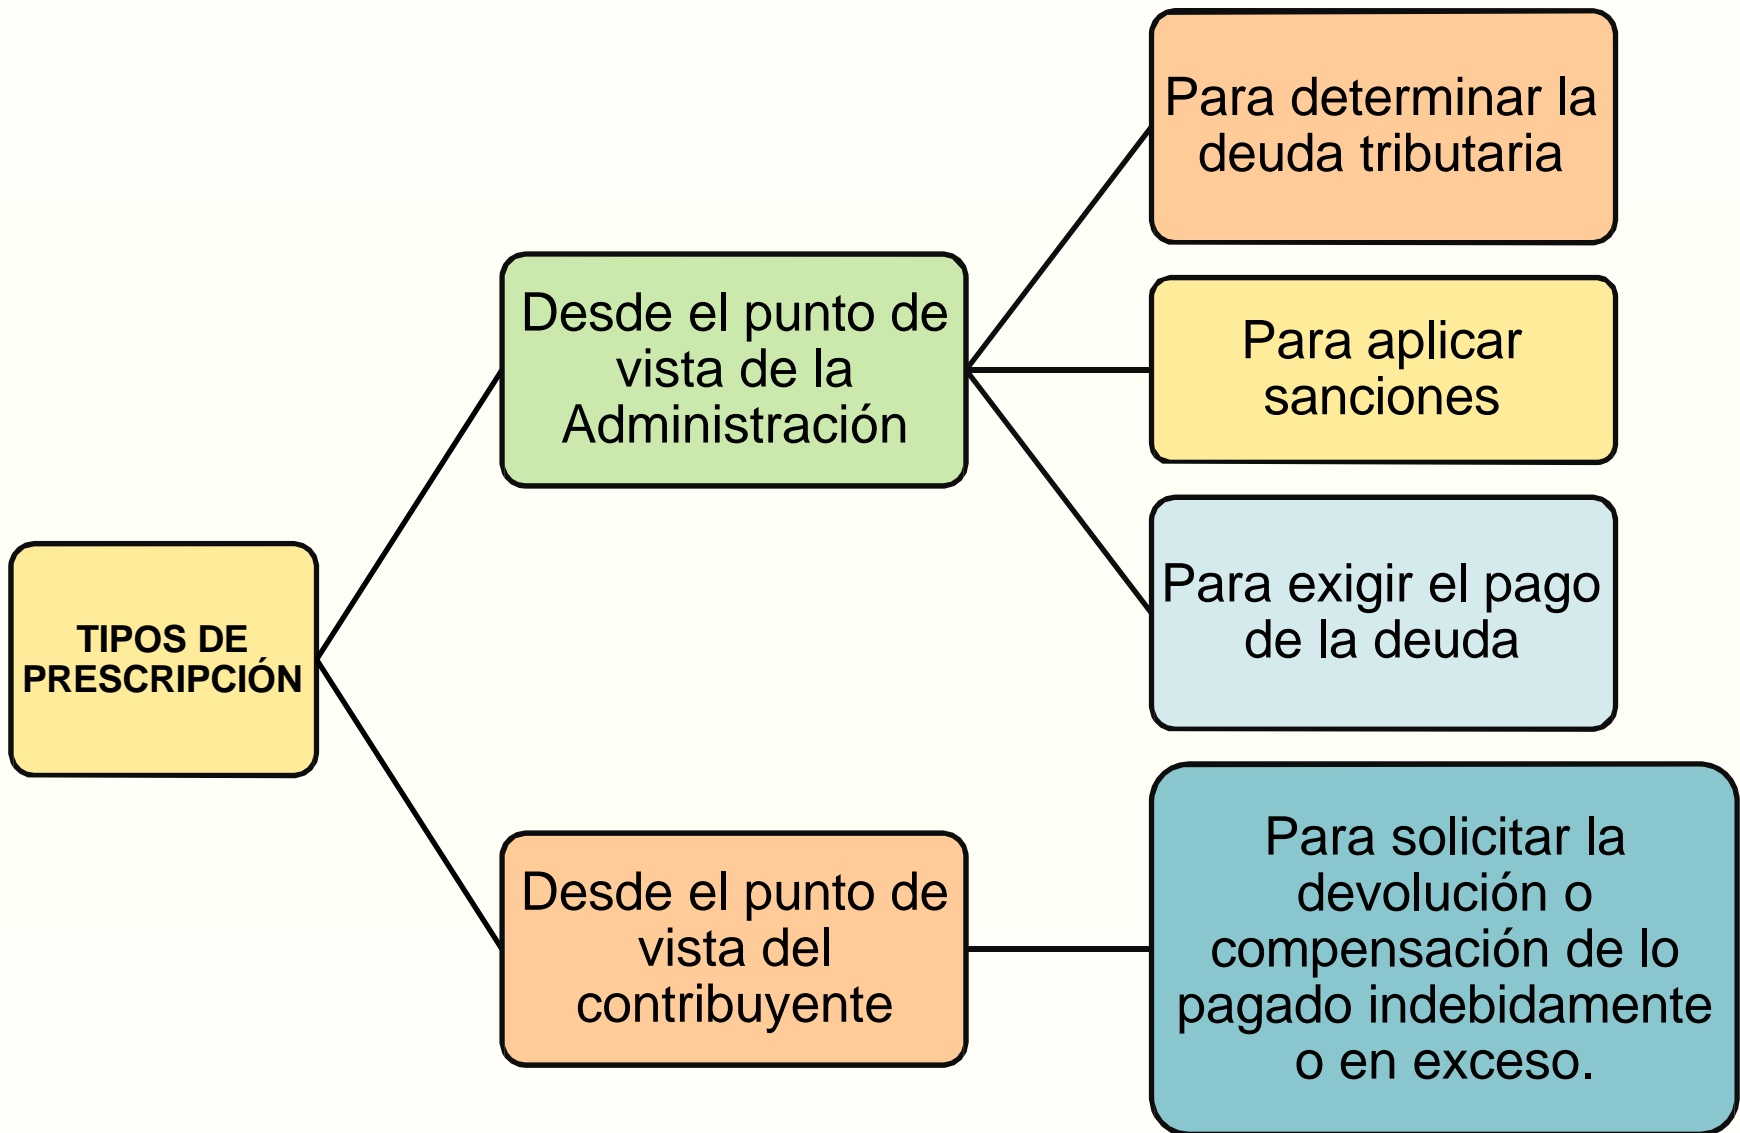 TIPOS DE
PRESCRIPCIÓN
Desde el punto de
vista de la
Administración
Para determinar la
deuda tributaria
Para aplicar
sanciones
Para exigir el pago
de la deuda
Desde el punto de
vista del
contribuyente
Para solicitar la
devolución o
compensación de lo
pagado indebidamente
o en exceso.